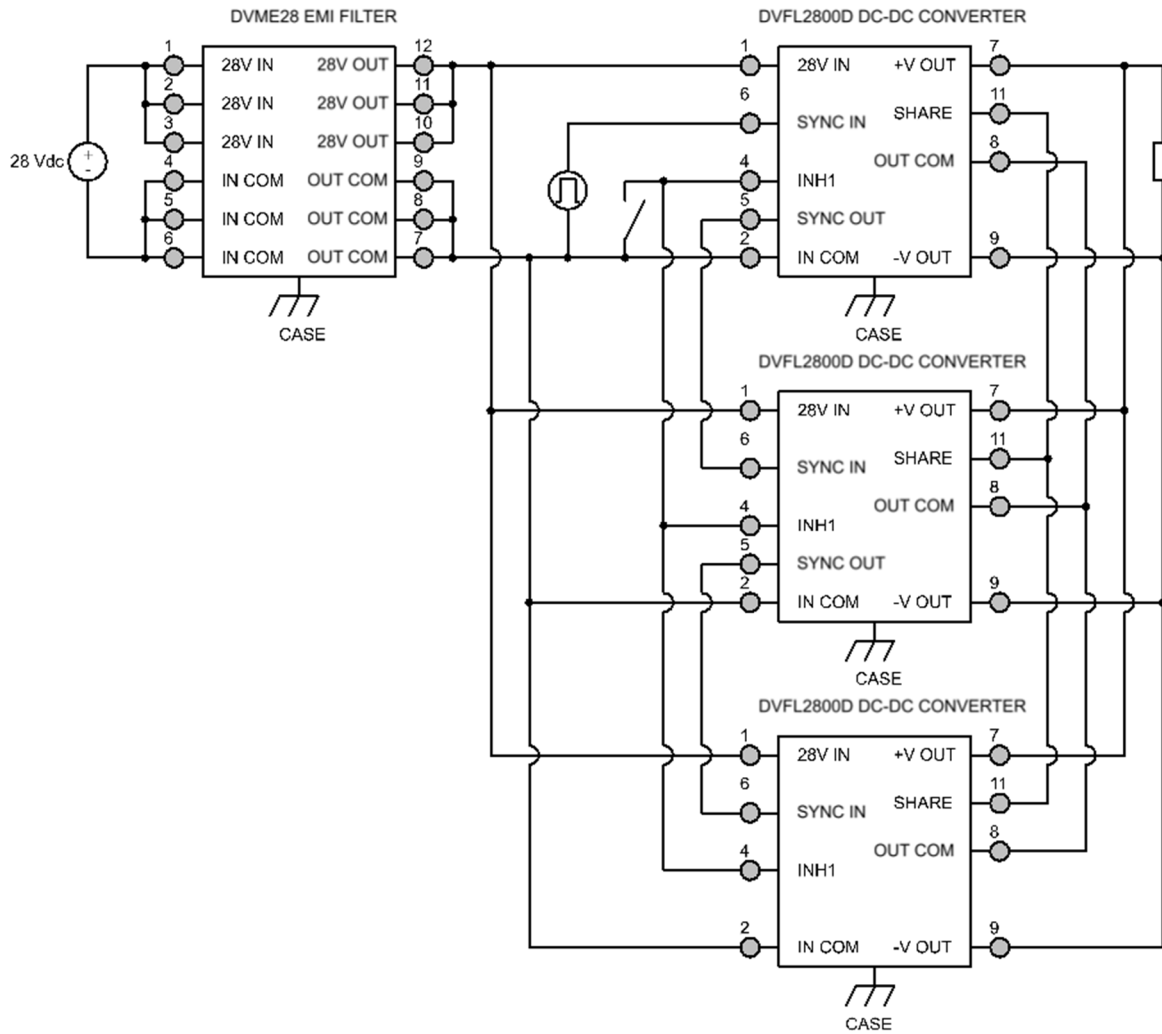 DVME28 EMI FILTER
DVFL2800D DC-DC CONVERTER
1 28V IN 28V OUT 12
2 28V IN 28V OUT 11
3 28V IN 28V OUT 10
4 IN COM OUT COM 9
5 IN COM OUT COM 8
6 IN COM OUT COM 7
28 Vdc
+
-
CASE
1 28V IN +V OUT 7
6 SYNC IN SHARE 11
OUT COM 8
4 INH1
5 SYNC OUT
2 IN COM -V OUT 9
CASE
DVFL2800D DC-DC CONVERTER
1 28V IN +V OUT 7
6 SYNC IN SHARE 11
OUT COM 8
4 INH1
5 SYNC OUT
2 IN COM -V OUT 9
CASE
DVFL2800D DC-DC CONVERTER
1 28V IN +V OUT 7
6 SYNC IN SHARE 11
OUT COM 8
4 INH1
2 IN COM -V OUT 9
CASE